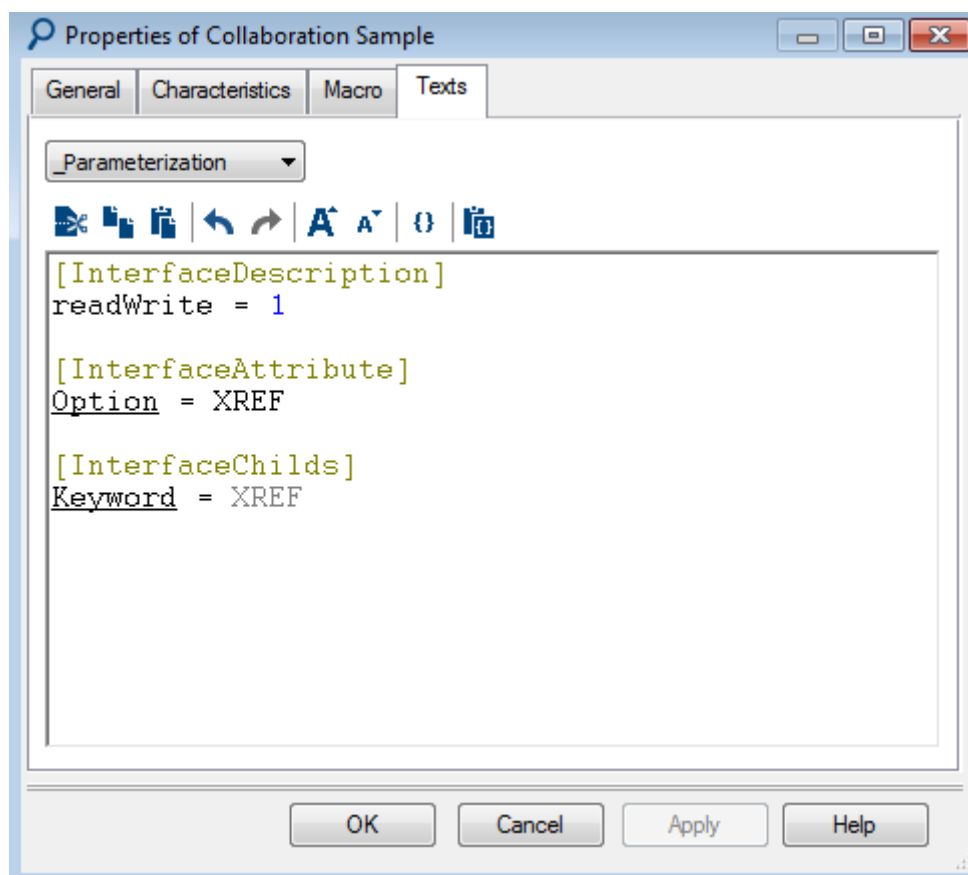 Properties of Collaboration Sample
General Characteristics Macro Texts
_Parameterization
A A {}
[InterfaceDescription]
readWrite = 1
[InterfaceAttribute]
Option = XREF
[InterfaceChilds]
Keyword = XREF
OK Cancel Apply Help